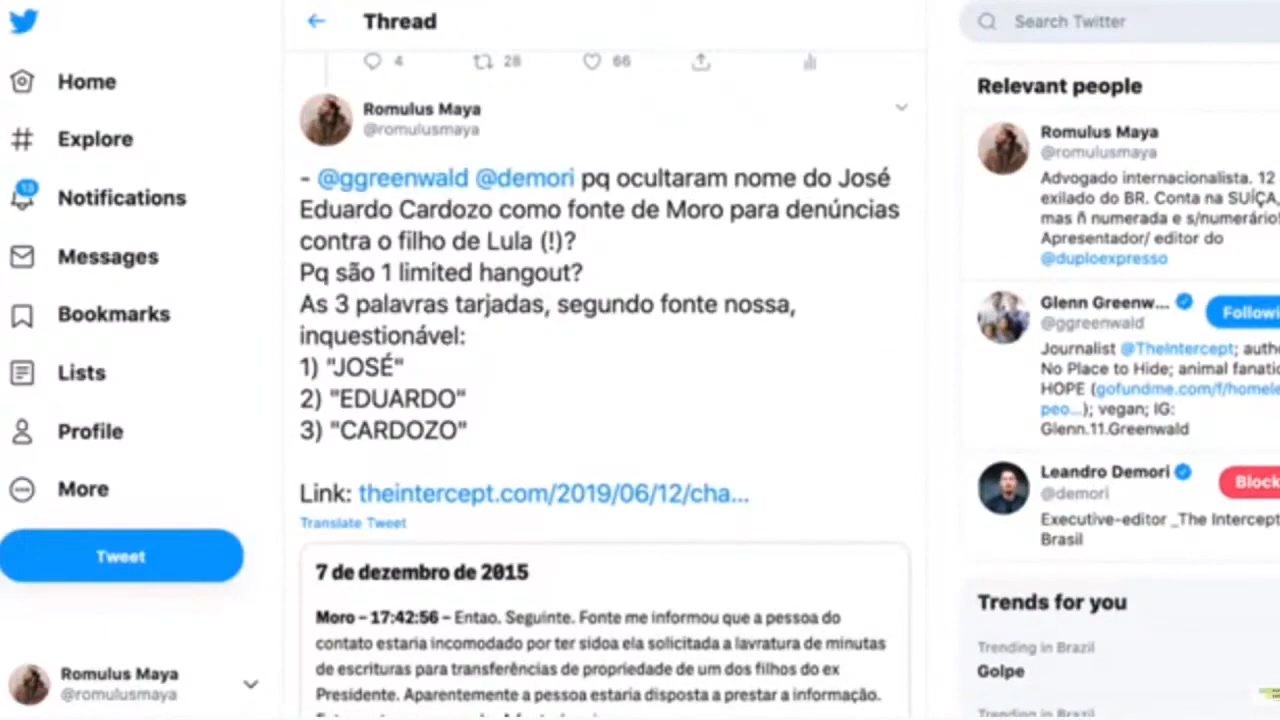 Home
Explore
13
Notifications
Messages
Bookmarks
Lists
Profile
More
Tweet
Romulus Maya
@romulusmaya
Thread
4 28 66
Romulus Maya
@romulusmaya
- @ggreenwald @demori pq ocultaram nome do José
Eduardo Cardozo como fonte de Moro para denúncias
contra o filho de Lula (!)?
Pq são 1 limited hangout?
As 3 palavras tarjadas, segundo fonte nossa,
inquestionável:
1) "JOSÉ"
2) "EDUARDO"
3) "CARDOZO"
Link: theintercept.com/2019/06/12/cha...
Translate Tweet
7 de dezembro de 2015
Moro – 17:42:56 – Entao. Seguinte. Fonte me informou que a pessoa do
contato estaria incomodado por ter sidoa ela solicitada a lavratura de minutas
de escrituras para transferências de propriedade de um dos filhos do ex
Presidente. Aparentemente a pessoa estaria disposta a prestar a informação.
Search Twitter
Relevant people
Romulus Maya
@romulusmaya
Advogado internacionalista. 12
exilado do BR. Conta na SUÍÇA,
mas ñ numerada e s/numerário!
Apresentador/ editor do
@duploexpresso
Glenn Greenw...
@ggreenwald
Followi
Journalist @TheIntercept; autho
No Place to Hide; animal fanatic
HOPE (gofundme.com/f/homele
peo...); vegan; IG:
Glenn.11.Greenwald
Leandro Demori
@demori
Block
Executive-editor _The Intercept
Brasil
Trends for you
Trending in Brazil
Golpe
Trending in Brazil